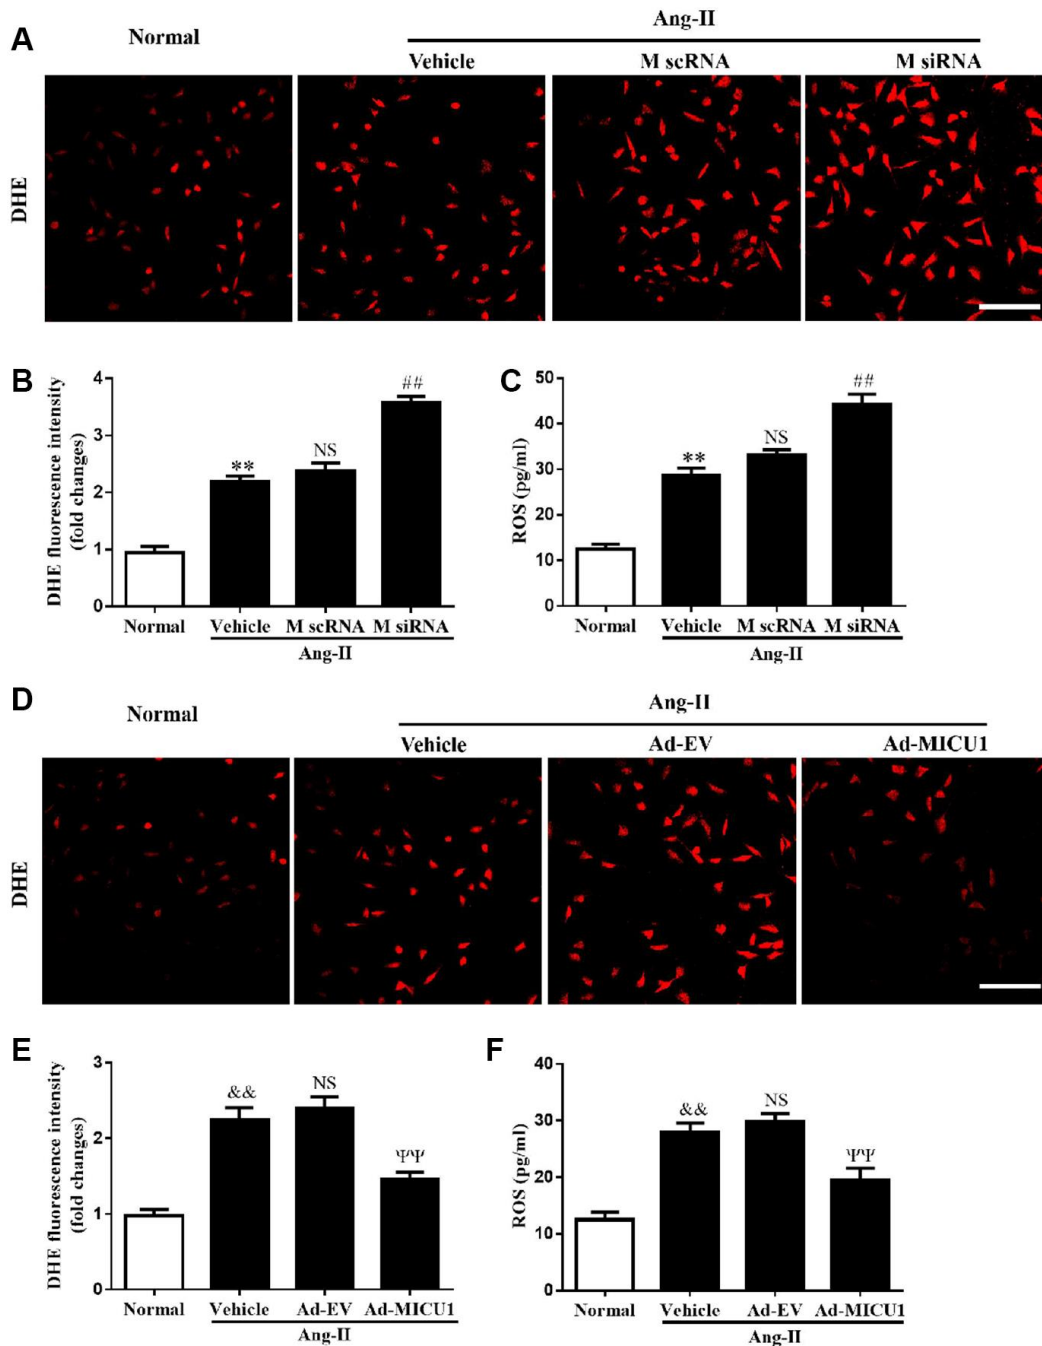 A
Normal
Ang-II
Vehicle
M scRNA
M siRNA
DHE
B
DHE fluorescence intensity
(fold changes)
4
3
2
1
0
**
NS
##
Normal
Vehicle
M scRNA
M siRNA
Ang-II
C
ROS (pg/ml)
50
40
30
20
10
0
**
NS
##
Normal
Vehicle
M scRNA
M siRNA
Ang-II
D
Normal
Ang-II
Vehicle
Ad-EV
Ad-MICU1
DHE
E
DHE fluorescence intensity
(fold changes)
3
2
1
0
&&
NS
ΨΨ
Normal
Vehicle
Ad-EV
Ad-MICU1
Ang-II
F
ROS (pg/ml)
40
30
20
10
0
&&
NS
ΨΨ
Normal
Vehicle
Ad-EV
Ad-MICU1
Ang-II